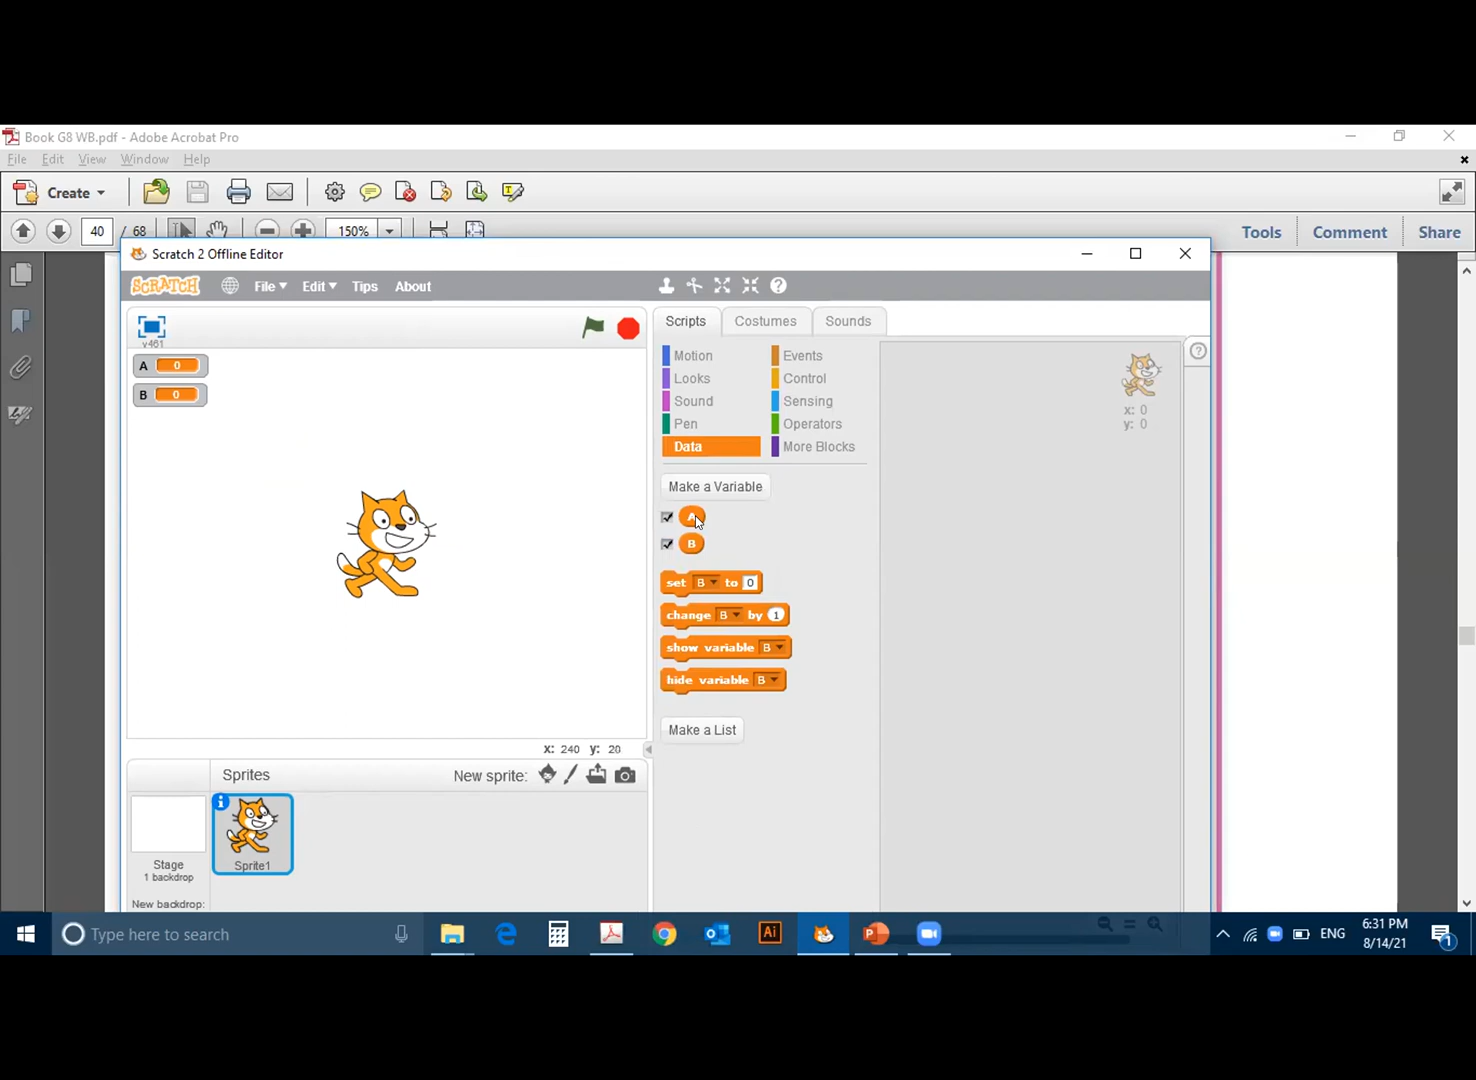 Book G8 WB.pdf - Adobe Acrobat Pro
File Edit View Window Help
Create
40 / 68 150% Tools Comment Share
Scratch 2 Offline Editor
SCRATCH File Edit Tips About
Scripts Costumes Sounds
v461
A 0
B 0
Motion Events
Looks Control
Sound Sensing
Pen Operators
Data More Blocks
x: 0
y: 0
Make a Variable
A
B
set B to 0
change B by 1
show variable B
hide variable B
Make a List
x: 240 y: 20
Sprites New sprite:
Stage
1 backdrop
Sprite1
New backdrop:
Type here to search
Ai
P
ENG
6:31 PM
8/14/21
1